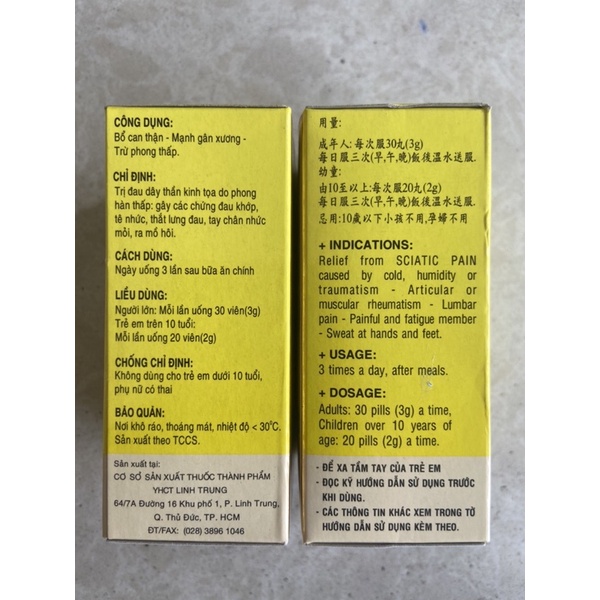 CÔNG DỤNG:
Bổ can thận - Mạnh gân xương -
Trừ phong thấp.
CHỈ ĐỊNH:
Trị đau dây thần kinh tọa do phong
hàn thấp: gây các chứng đau khớp,
tê nhức, thắt lưng đau, tay chân nhức
mỏi, ra mồ hôi.
CÁCH DÙNG:
Ngày uống 3 lần sau bữa ăn chính
LIỀU DÙNG:
Người lớn: Mỗi lần uống 30 viên(3g)
Trẻ em trên 10 tuổi:
Mỗi lần uống 20 viên(2g)
CHỐNG CHỈ ĐỊNH:
Không dùng cho trẻ em dưới 10 tuổi,
phụ nữ có thai
BẢO QUẢN:
Nơi khô ráo, thoáng mát, nhiệt độ < 30°C.
Sản xuất theo TCCS.
Sản xuất tại:
CƠ SỞ SẢN XUẤT THUỐC THÀNH PHẨM
YHCT LINH TRUNG
64/7A Đường 16 Khu phố 1, P. Linh Trung,
Q. Thủ Đức, TP. HCM
ĐT/FAX: (028) 3896 1046
用量:
成年人:每次服30丸(3g)
每日服三次(早,午,晚)飯後溫水送服.
幼童:
由10至以上:每次服20丸(2g)
每日服三次(早,午,晚)飯後溫水送服.
忌用:10歲以下小孩不用,孕婦不用
+ INDICATIONS:
Relief from SCIATIC PAIN
caused by cold, humidity or
traumatism - Articular or
muscular rheumatism - Lumbar
pain - Painful and fatigue member
- Sweat at hands and feet.
+ USAGE:
3 times a day, after meals.
+ DOSAGE:
Adults: 30 pills (3g) a time,
Children over 10 years of
age: 20 pills (2g) a time.
- ĐỂ XA TẦM TAY CỦA TRẺ EM
- ĐỌC KỸ HƯỚNG DẪN SỬ DỤNG TRƯỚC
KHI DÙNG.
- CÁC THÔNG TIN KHÁC XEM TRONG TỜ
HƯỚNG DẪN SỬ DỤNG KÈM THEO.